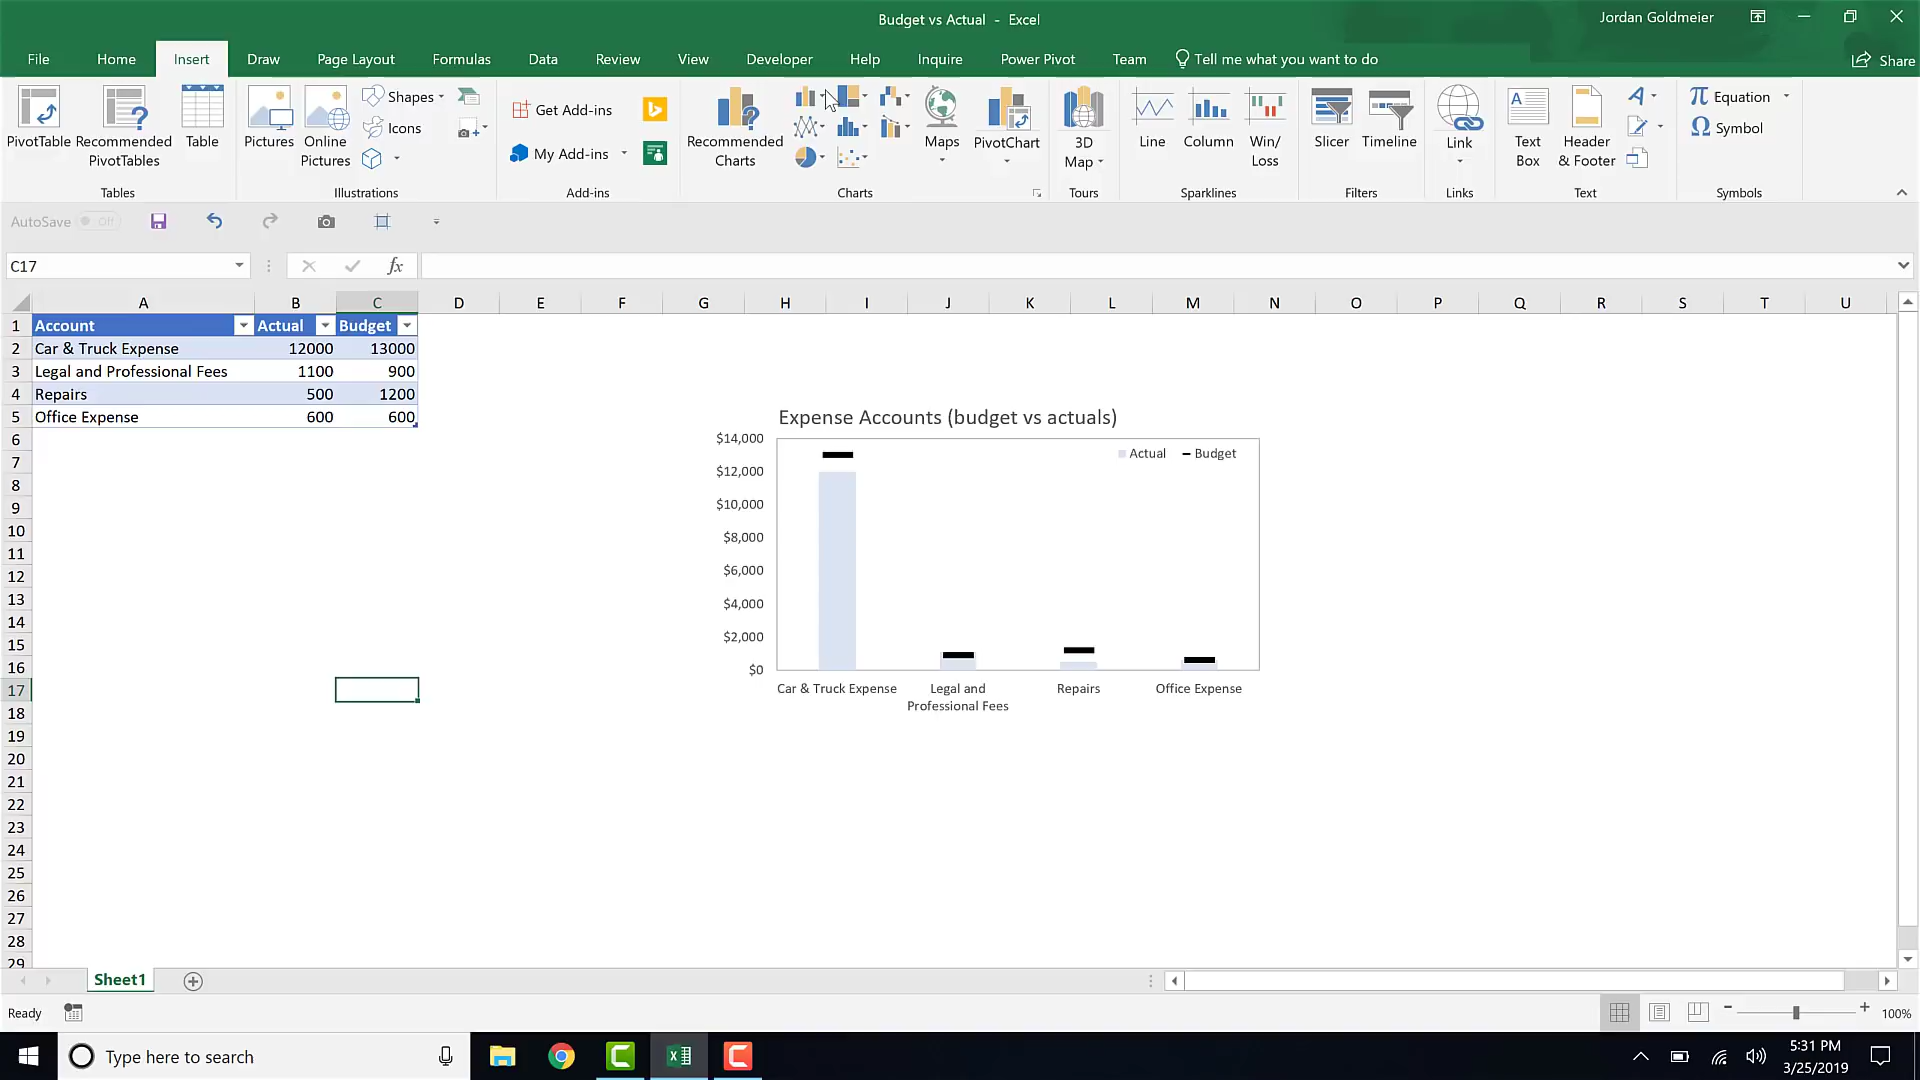 Budget vs Actual - Excel
Jordan Goldmeier
File Home Insert Draw Page Layout Formulas Data Review View Developer Help Inquire Power Pivot Team Tell me what you want to do
Share
PivotTable
Recommended
PivotTables
Table
Tables
Pictures
Online
Pictures
Shapes
Icons
Illustrations
Get Add-ins
My Add-ins
Add-ins
Recommended
Charts
Maps
PivotChart
Charts
3D
Map
Tours
Line
Column
Win/
Loss
Sparklines
Slicer
Timeline
Filters
Link
Links
Text
Box
Header
& Footer
Text
Equation
Symbol
Symbols
AutoSave Off
C17
fx
A B C D E F G H I J K L M N O P Q R S T U
1 Account Actual Budget
2 Car & Truck Expense 12000 13000
3 Legal and Professional Fees 1100 900
4 Repairs 500 1200
5 Office Expense 600 600
6
7
8
9
10
11
12
13
14
15
16
17
18
19
20
21
22
23
24
25
26
27
28
29
Expense Accounts (budget vs actuals)
Actual Budget
$14,000
$12,000
$10,000
$8,000
$6,000
$4,000
$2,000
$0
Car & Truck Expense
Legal and
Professional Fees
Repairs
Office Expense
Sheet1
Ready
100%
Type here to search
5:31 PM
3/25/2019